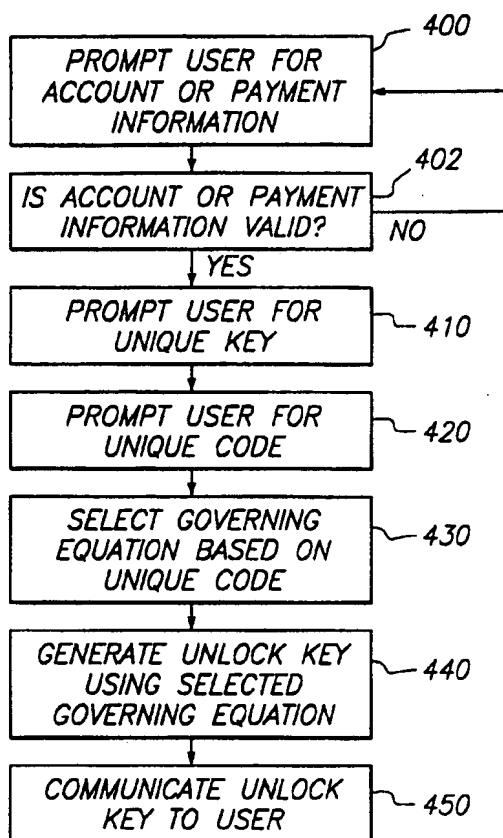 400
PROMPT USER FOR
ACCOUNT OR PAYMENT
INFORMATION
402
IS ACCOUNT OR PAYMENT
INFORMATION VALID?
NO
YES
PROMPT USER FOR
UNIQUE KEY
410
PROMPT USER FOR
UNIQUE CODE
420
SELECT GOVERNING
EQUATION BASED ON
UNIQUE CODE
430
GENERATE UNLOCK KEY
USING SELECTED
GOVERNING EQUATION
440
COMMUNICATE UNLOCK
KEY TO USER
450